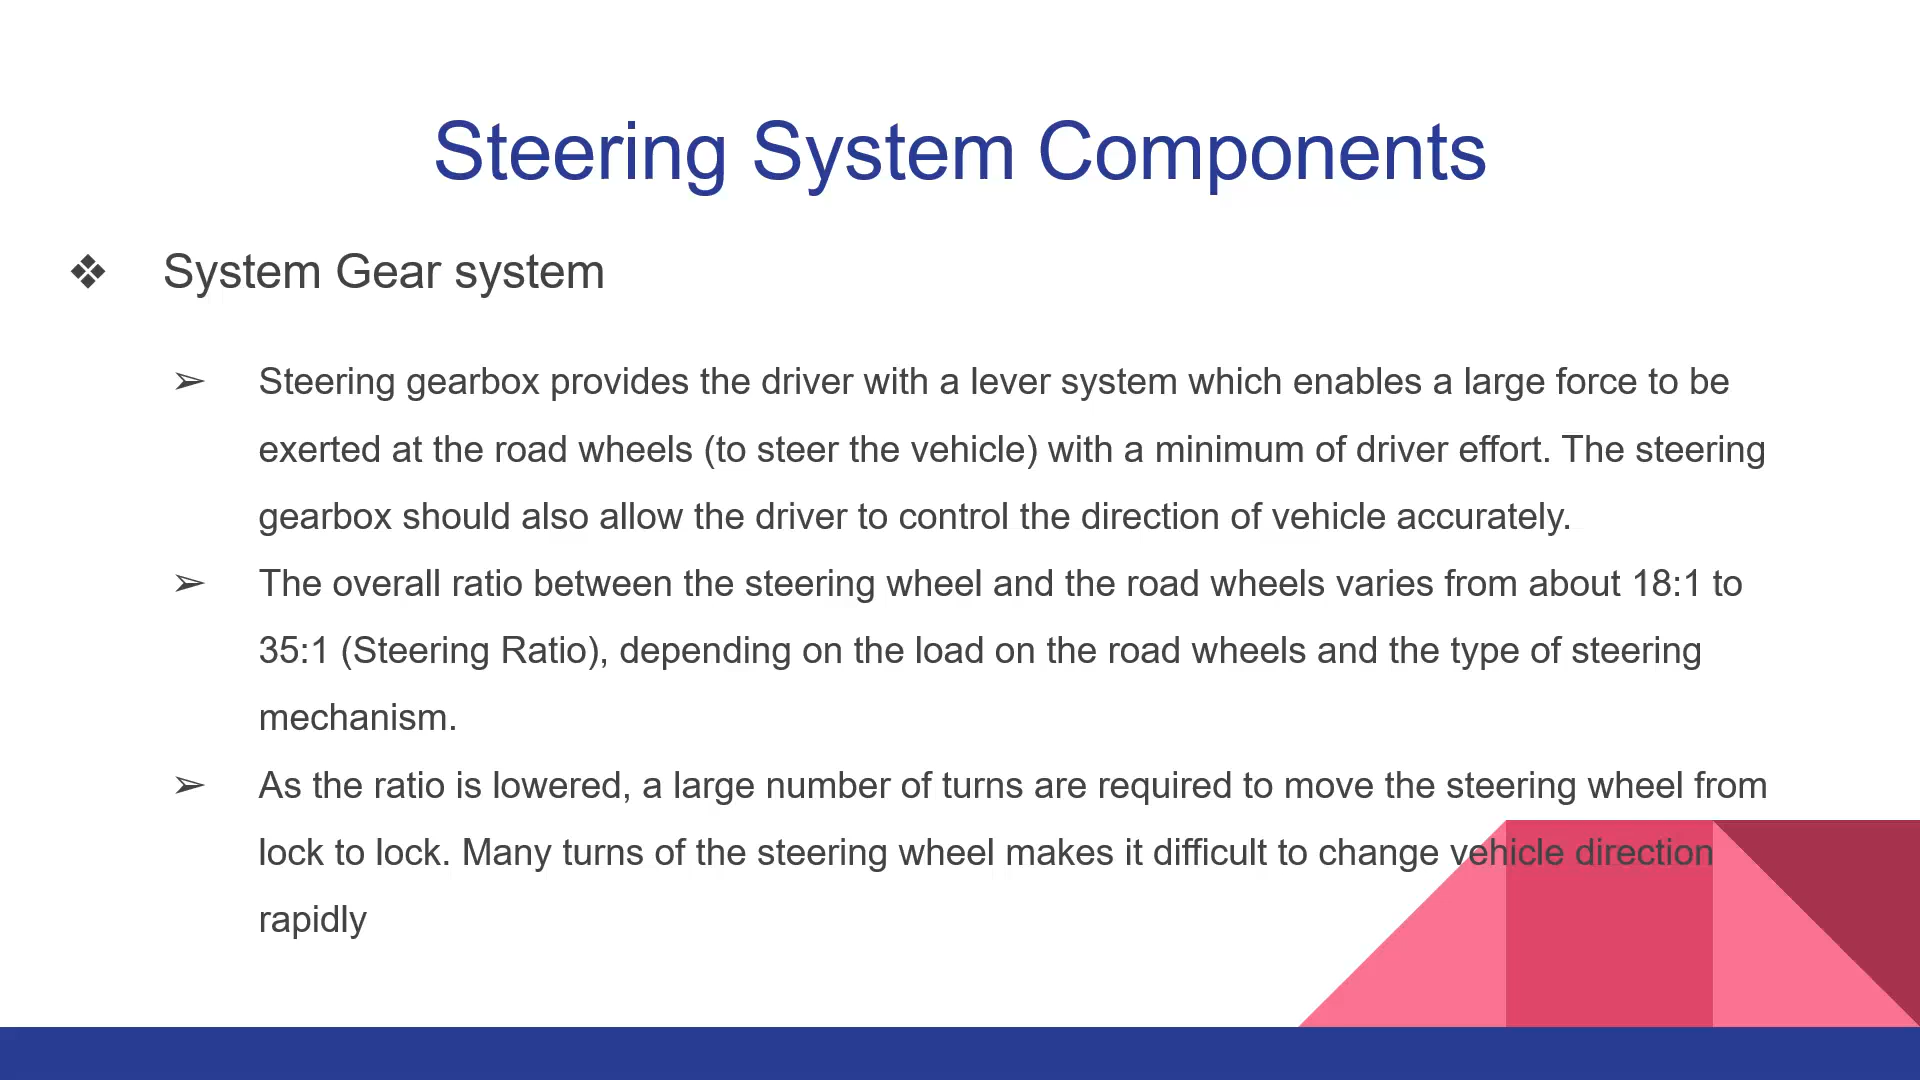 Steering System Components
❖ System Gear system
➢ Steering gearbox provides the driver with a lever system which enables a large force to be
exerted at the road wheels (to steer the vehicle) with a minimum of driver effort. The steering
gearbox should also allow the driver to control the direction of vehicle accurately.
➢ The overall ratio between the steering wheel and the road wheels varies from about 18:1 to
35:1 (Steering Ratio), depending on the load on the road wheels and the type of steering
mechanism.
➢ As the ratio is lowered, a large number of turns are required to move the steering wheel from
lock to lock. Many turns of the steering wheel makes it difficult to change vehicle direction
rapidly